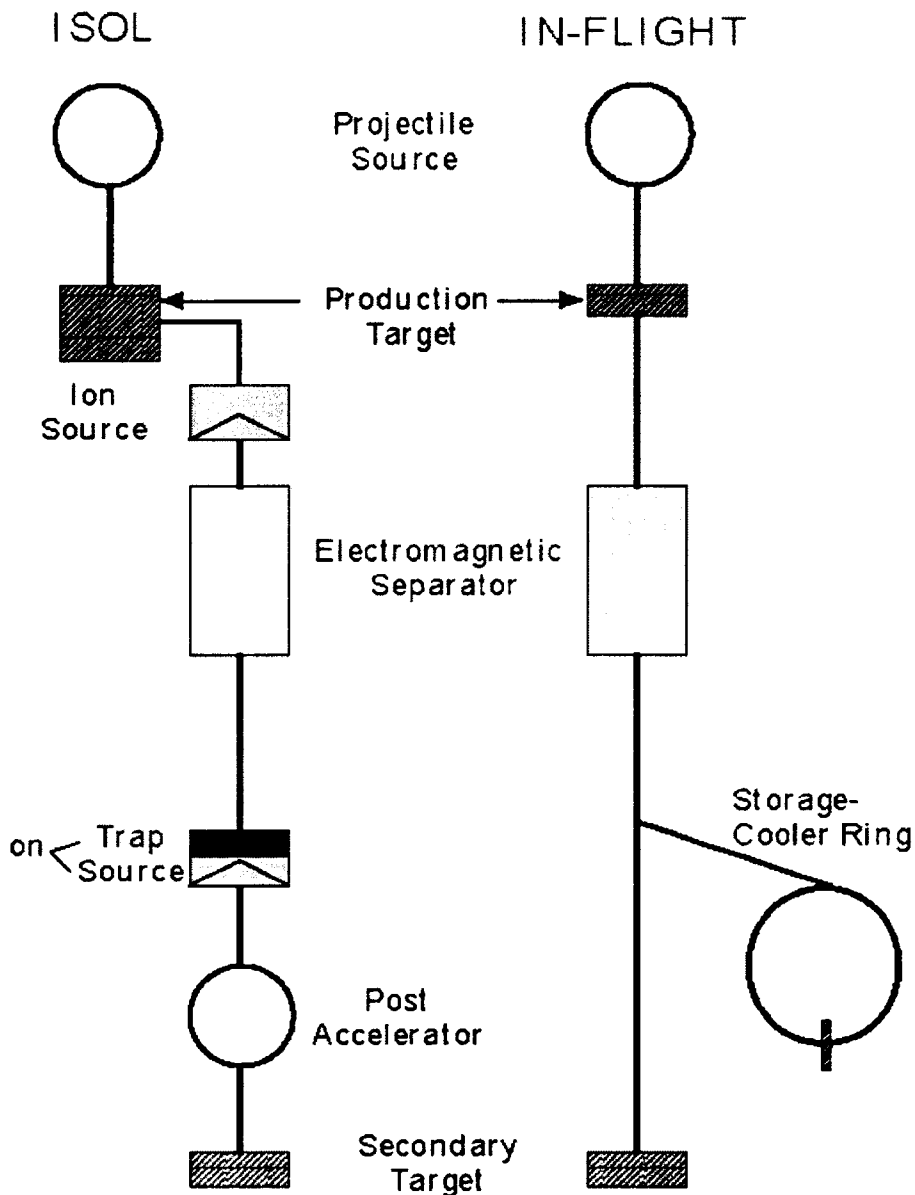 ISOL
IN-FLIGHT
Projectile
Source
Production
Target
Ion
Source
Electromagnetic
Separator
on
Trap
Source
Storage-
Cooler Ring
Post
Accelerator
Secondary
Target